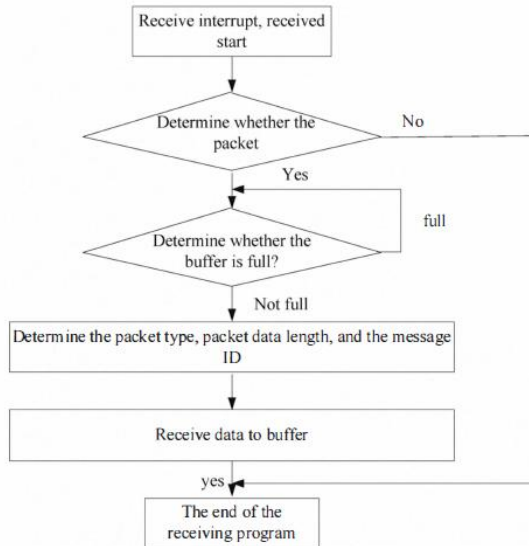 Receive interrupt, received
start
Determine whether the
packet
No
Yes
full
Determine whether the
buffer is full?
Not full
Determine the packet type, packet data length, and the message
ID
Receive data to buffer
yes
The end of the
receiving program